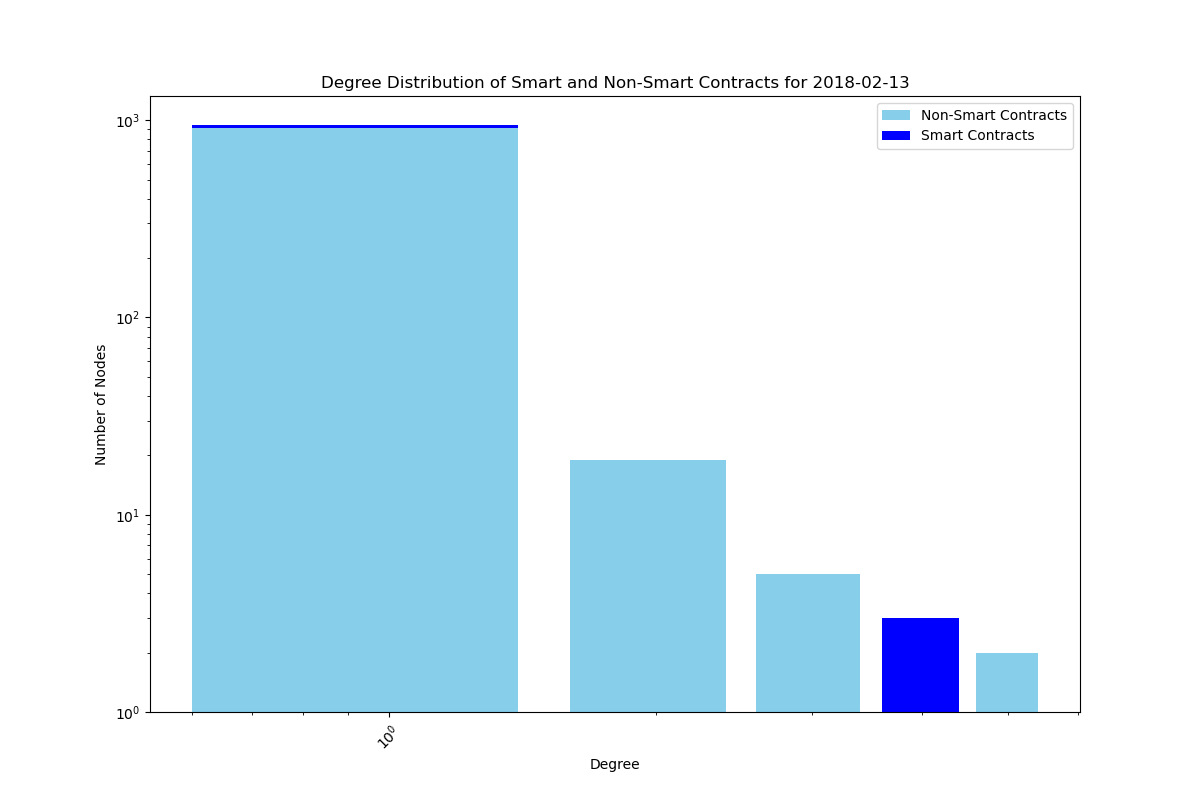 Degree Distribution of Smart and Non-Smart Contracts for 2018-02-13
Non-Smart Contracts
Smart Contracts
Number of Nodes
10³
10²
10¹
10⁰
10⁰
Degree